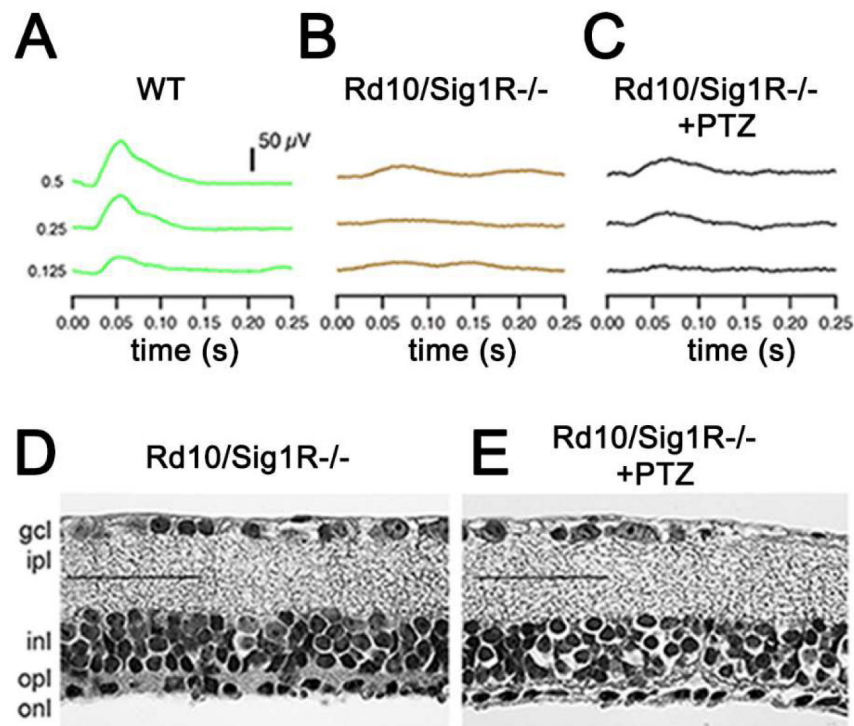 A
WT
50 µV
0.5
0.25
0.125
0.00 0.05 0.10 0.15 0.20 0.25
time (s)
B
Rd10/Sig1R-/-
0.00 0.05 0.10 0.15 0.20 0.25
time (s)
C
Rd10/Sig1R-/-
+PTZ
0.00 0.05 0.10 0.15 0.20 0.25
time (s)
D
Rd10/Sig1R-/-
gcl
ipl
inl
opl
onl
E
Rd10/Sig1R-/-
+PTZ